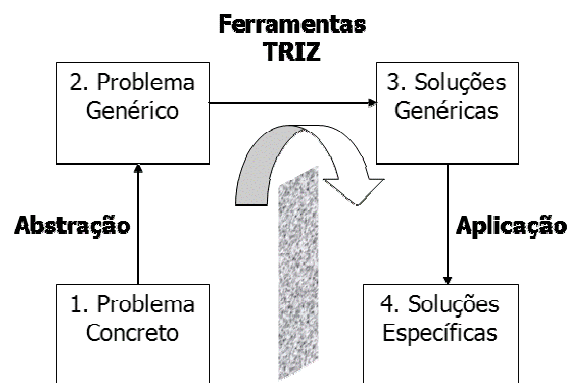 Ferramentas
TRIZ
2. Problema
Genérico
3. Soluções
Genéricas
Abstração
Aplicação
1. Problema
Concreto
4. Soluções
Específicas